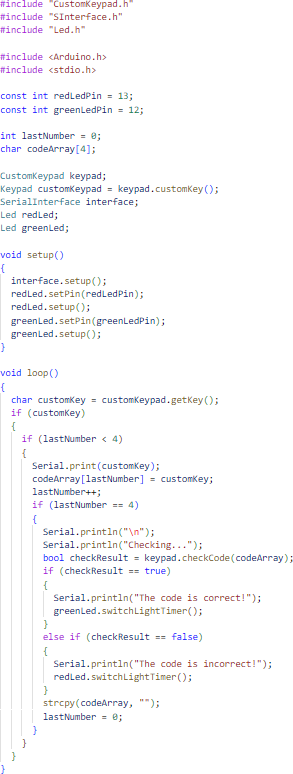 #include "CustomKeypad.h"
#include "SInterface.h"
#include "Led.h"

#include <Arduino.h>
#include <stdio.h>

const int redLedPin = 13;
const int greenLedPin = 12;

int lastNumber = 0;
char codeArray[4];

CustomKeypad keypad;
Keypad customKeypad = keypad.customKey();
SerialInterface interface;
Led redLed;
Led greenLed;

void setup()
{
  interface.setup();
  redLed.setPin(redLedPin);
  redLed.setup();
  greenLed.setPin(greenLedPin);
  greenLed.setup();
}

void loop()
{
  char customKey = customKeypad.getKey();
  if (customKey)
  {
    if (lastNumber < 4)
    {
      Serial.print(customKey);
      codeArray[lastNumber] = customKey;
      lastNumber++;
      if (lastNumber == 4)
      {
        Serial.println("\n");
        Serial.println("Checking...");
        bool checkResult = keypad.checkCode(codeArray);
        if (checkResult == true)
        {
          Serial.println("The code is correct!");
          greenLed.switchLightTimer();
        }
        else if (checkResult == false)
        {
          Serial.println("The code is incorrect!");
          redLed.switchLightTimer();
        }
        strcpy(codeArray, "");
        lastNumber = 0;
      }
    }
  }
}